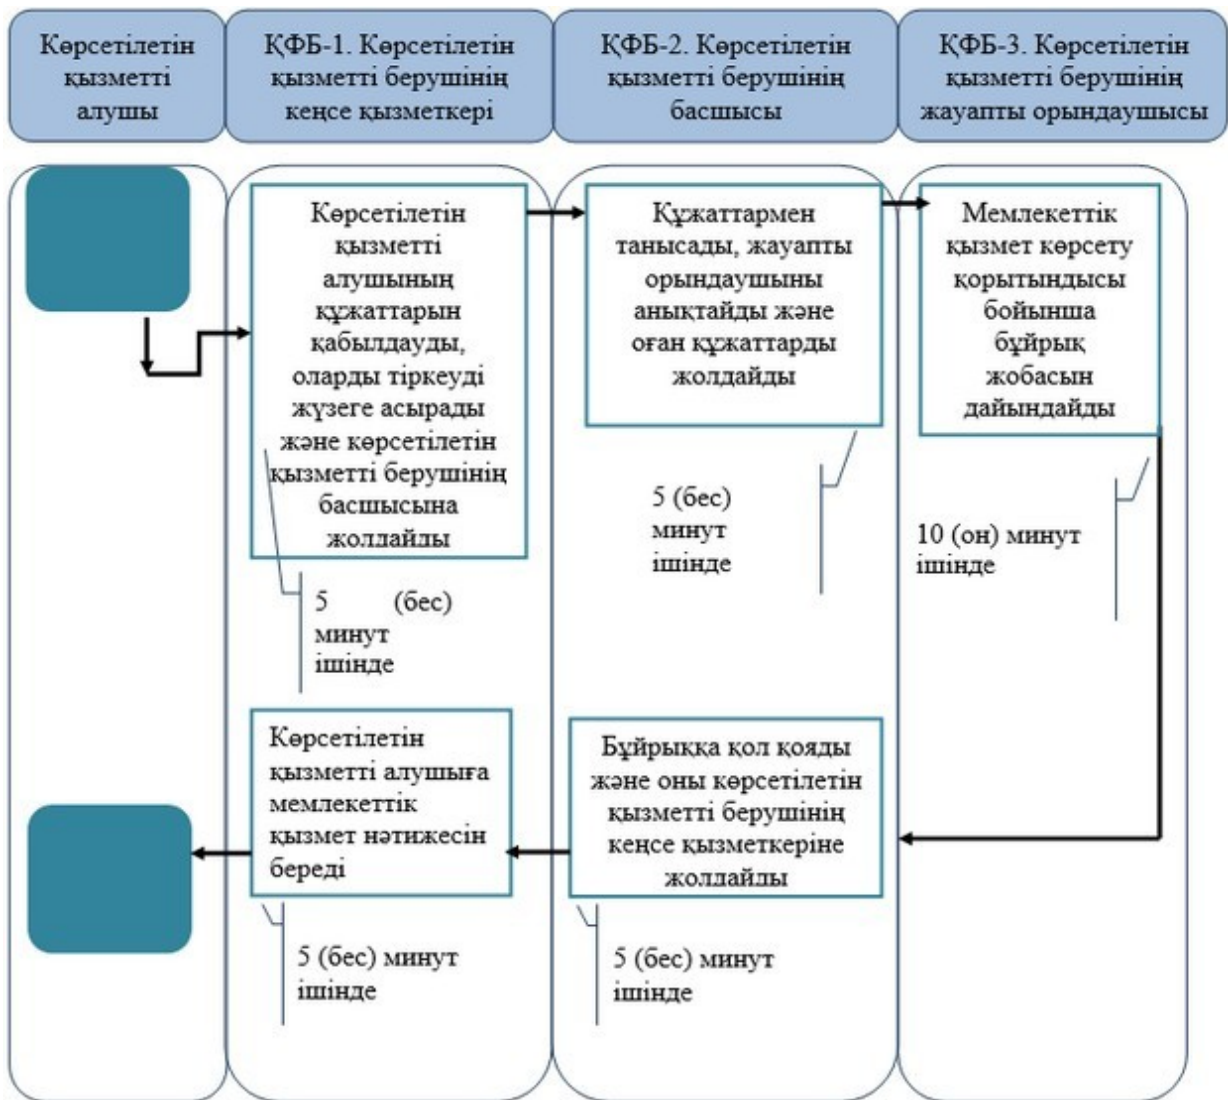 Көрсетілетін
қызметті
алушы
ҚФБ-1. Көрсетілетін
қызметті берушінің
кеңсе қызметкері
ҚФБ-2. Көрсетілетін
қызметті берушінің
басшысы
ҚФБ-3. Көрсетілетін
қызметті берушінің
жауапты орындаушысы
Көрсетілетін
қызметті
алушының
құжаттарын
қабылдауды,
оларды тіркеуді
жүзеге асырады
және көрсетілетін
қызметті берушінің
басшысына
жолдайды
Құжаттармен
танысады, жауапты
орындаушыны
анықтайды және
оған құжаттарды
жолдайды
Мемлекеттік
қызмет көрсету
қорытындысы
бойынша
бұйрық
жобасын
дайындайды
5 (бес)
минут
ішінде
5 (бес)
минут
ішінде
10 (он) минут
ішінде
Көрсетілетін
қызметті алушыға
мемлекеттік
қызмет нәтижесін
береді
Бұйрыққа қол қояды
және оны көрсетілетін
қызметті берушінің
кеңсе қызметкеріне
жолдайды
5 (бес) минут
ішінде
5 (бес) минут
ішінде